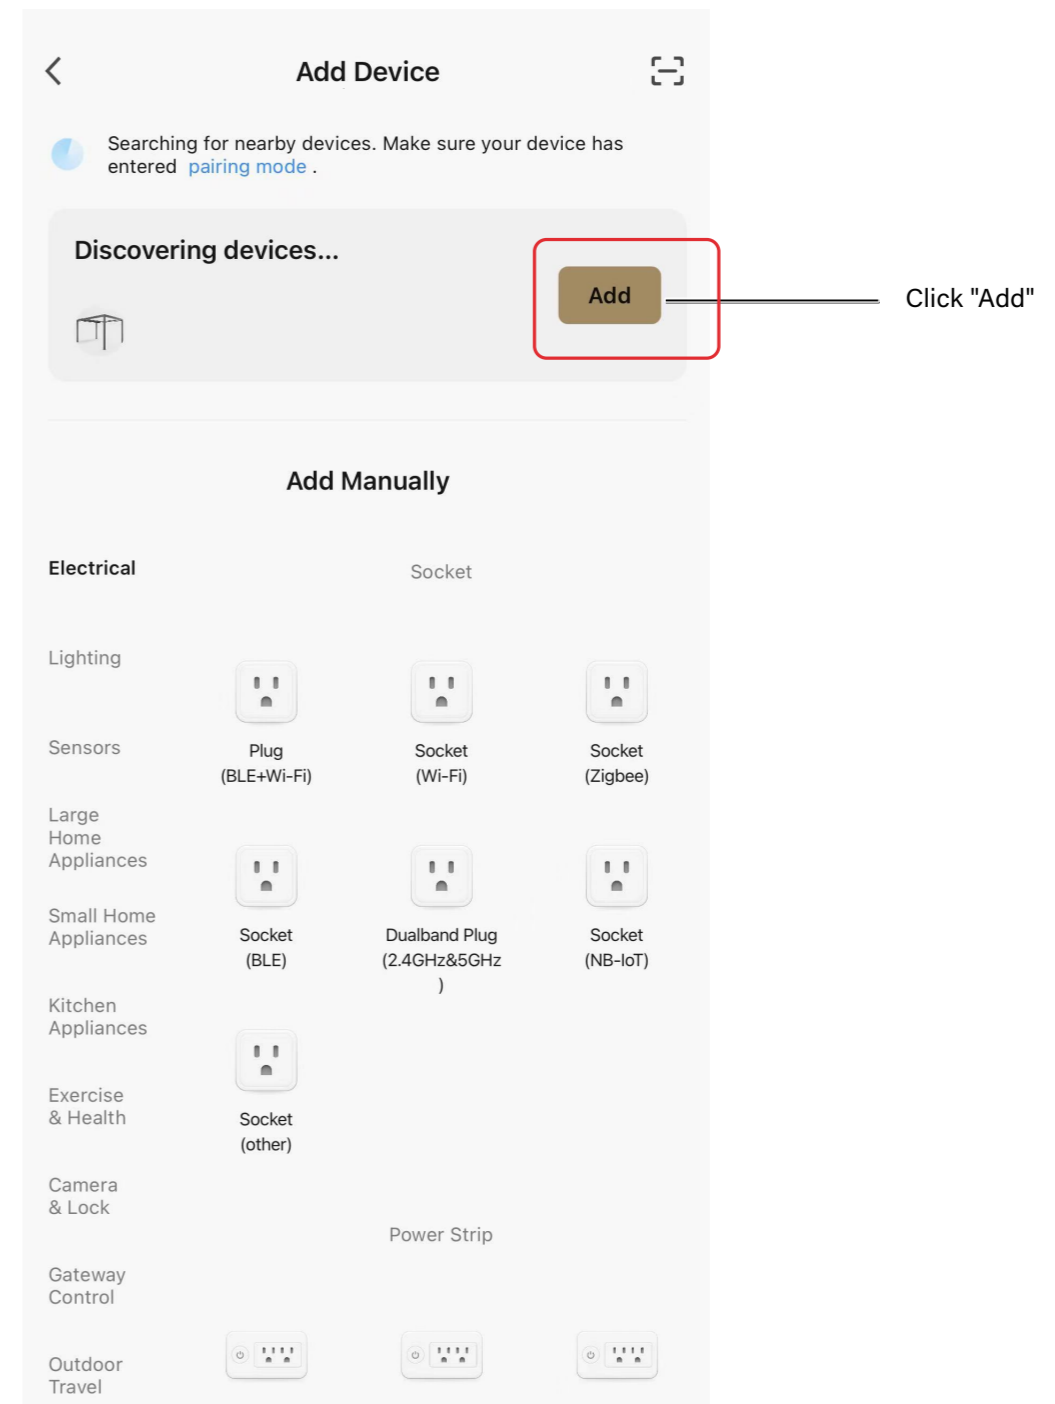 Add Device
Searching for nearby devices. Make sure your device has
entered pairing mode .
Discovering devices...
Add
Click "Add"
Add Manually
Electrical
Socket
Lighting
Sensors
Plug
(BLE+Wi-Fi)
Socket
(Wi-Fi)
Socket
(Zigbee)
Large
Home
Appliances
Small Home
Appliances
Socket
(BLE)
Dualband Plug
(2.4GHz&5GHz
)
Socket
(NB-IoT)
Kitchen
Appliances
Exercise
& Health
Socket
(other)
Camera
& Lock
Power Strip
Gateway
Control
Outdoor
Travel